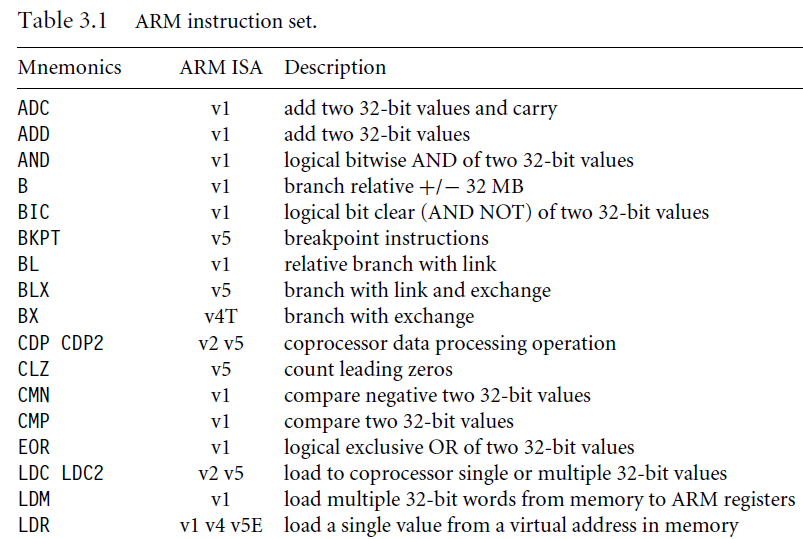 Table 3.1 ARM instruction set.
Mnemonics ARM ISA Description
ADC v1 add two 32-bit values and carry
ADD v1 add two 32-bit values
AND v1 logical bitwise AND of two 32-bit values
B v1 branch relative +/− 32 MB
BIC v1 logical bit clear (AND NOT) of two 32-bit values
BKPT v5 breakpoint instructions
BL v1 relative branch with link
BLX v5 branch with link and exchange
BX v4T branch with exchange
CDP CDP2 v2 v5 coprocessor data processing operation
CLZ v5 count leading zeros
CMN v1 compare negative two 32-bit values
CMP v1 compare two 32-bit values
EOR v1 logical exclusive OR of two 32-bit values
LDC LDC2 v2 v5 load to coprocessor single or multiple 32-bit values
LDM v1 load multiple 32-bit words from memory to ARM registers
LDR v1 v4 v5E load a single value from a virtual address in memory